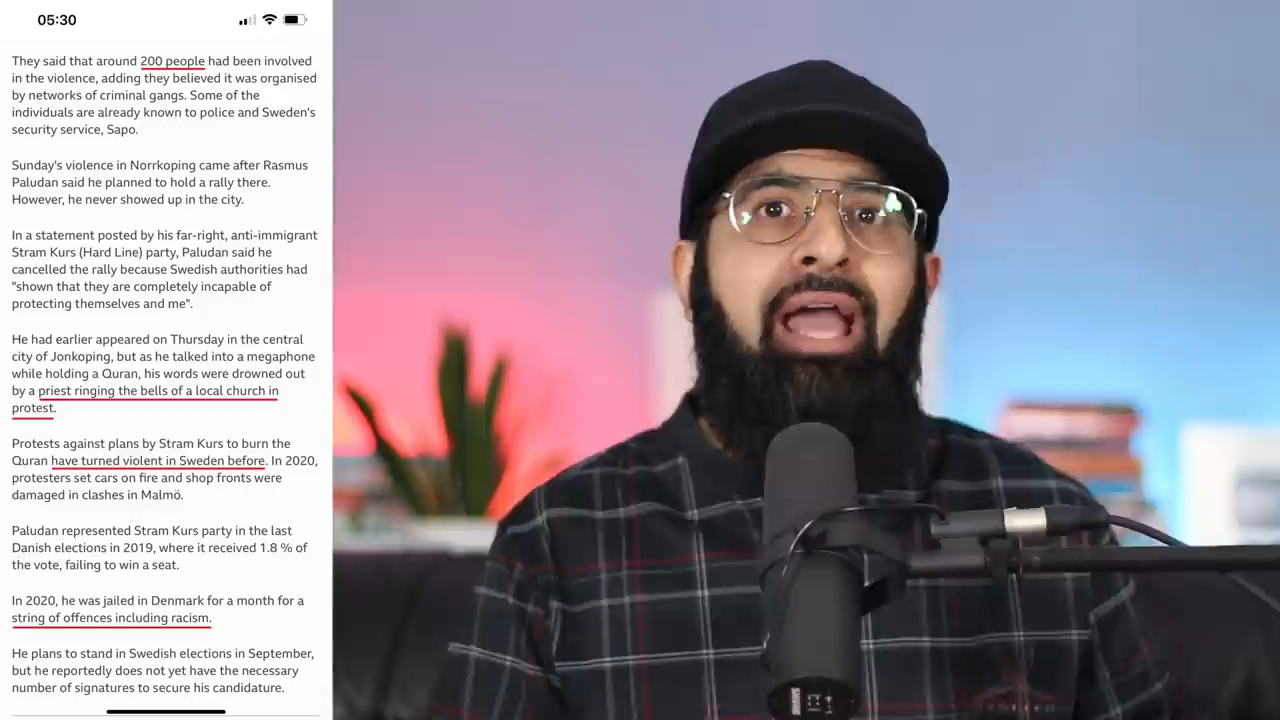 05:30
They said that around 200 people had been involved
in the violence, adding they believed it was organised
by networks of criminal gangs. Some of the
individuals are already known to police and Sweden's
security service, Sapo.
Sunday's violence in Norrkoping came after Rasmus
Paludan said he planned to hold a rally there.
However, he never showed up in the city.
In a statement posted by his far-right, anti-immigrant
Stram Kurs (Hard Line) party, Paludan said he
cancelled the rally because Swedish authorities had
"shown that they are completely incapable of
protecting themselves and me".
He had earlier appeared on Thursday in the central
city of Jonkoping, but as he talked into a megaphone
while holding a Quran, his words were drowned out
by a priest ringing the bells of a local church in
protest.
Protests against plans by Stram Kurs to burn the
Quran have turned violent in Sweden before. In 2020,
protesters set cars on fire and shop fronts were
damaged in clashes in Malmö.
Paludan represented Stram Kurs party in the last
Danish elections in 2019, where it received 1.8 % of
the vote, failing to win a seat.
In 2020, he was jailed in Denmark for a month for a
string of offences including racism.
He plans to stand in Swedish elections in September,
but he reportedly does not yet have the necessary
number of signatures to secure his candidature.